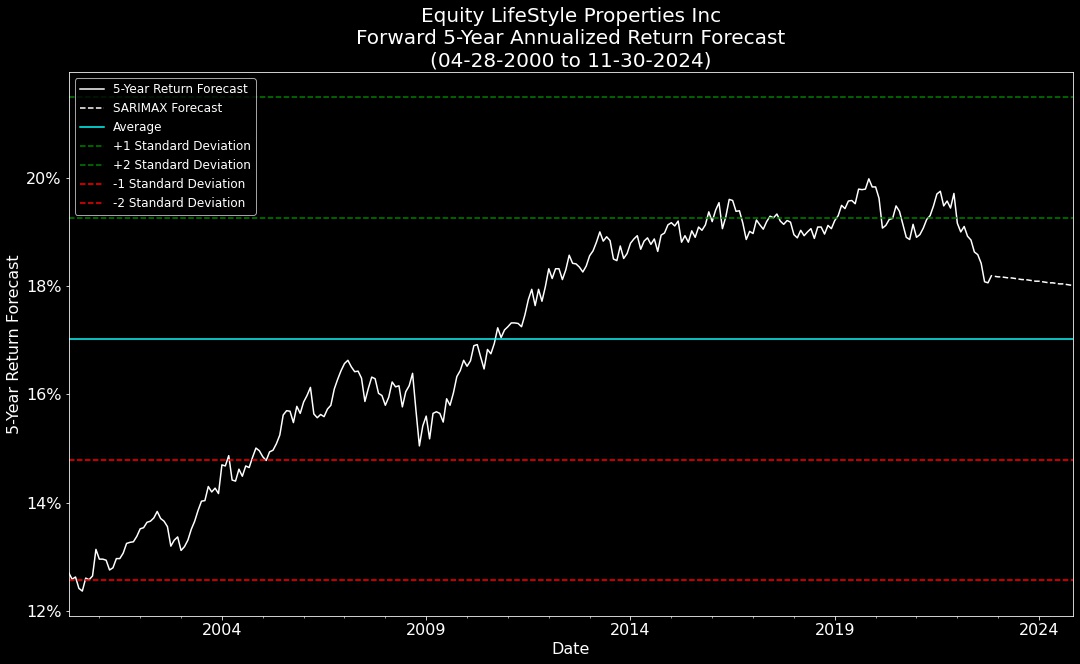 Equity LifeStyle Properties Inc
Forward 5-Year Annualized Return Forecast
(04-28-2000 to 11-30-2024)
5-Year Return Forecast
SARIMAX Forecast
Average
+1 Standard Deviation
+2 Standard Deviation
-1 Standard Deviation
-2 Standard Deviation
5-Year Return Forecast
20%
18%
16%
14%
12%
2004
2009
2014
2019
2024
Date